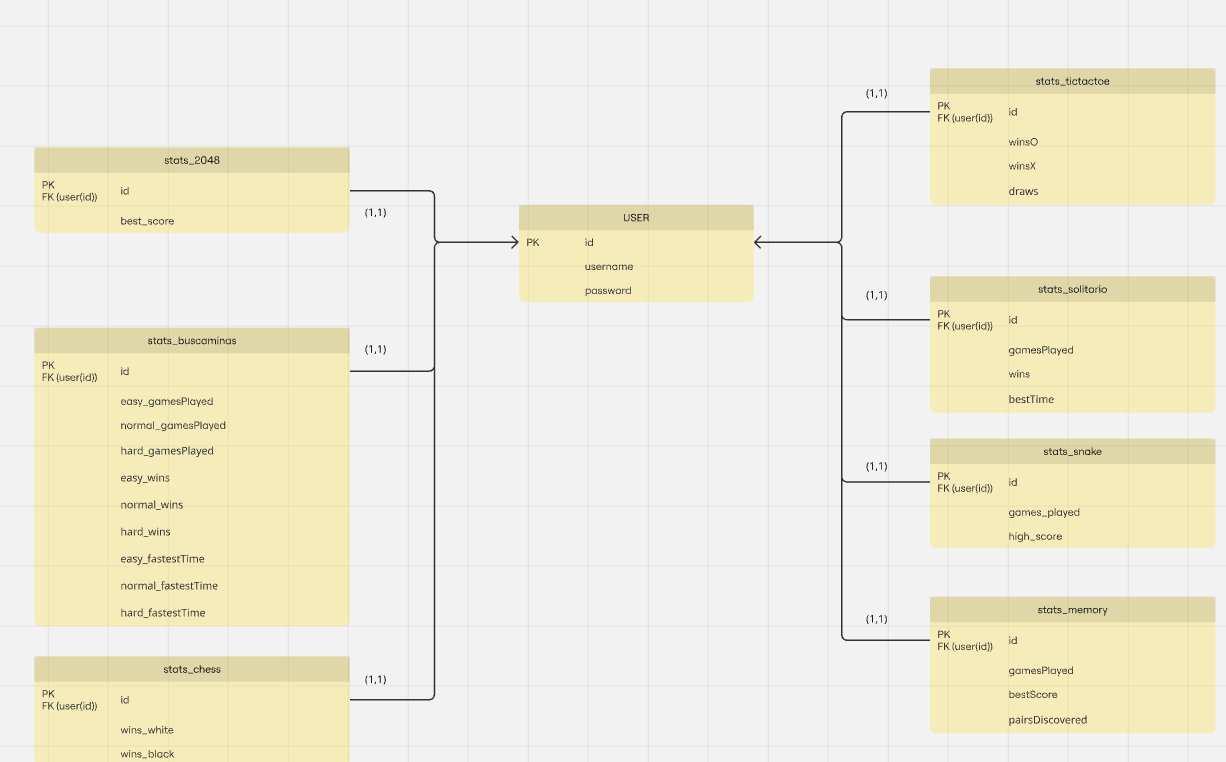 stats_2048
PK
FK (user(id))
id
best_score
(1,1)
stats_buscaminas
PK
FK (user(id))
id
easy_gamesPlayed
normal_gamesPlayed
hard_gamesPlayed
easy_wins
normal_wins
hard_wins
easy_fastestTime
normal_fastestTime
hard_fastestTime
(1,1)
stats_chess
PK
FK (user(id))
id
wins_white
wins_black
(1,1)
USER
PK
id
username
password
(1,1)
stats_tictactoe
PK
FK (user(id))
id
winsO
winsX
draws
(1,1)
stats_solitario
PK
FK (user(id))
id
gamesPlayed
wins
bestTime
(1,1)
stats_snake
PK
FK (user(id))
id
games_played
high_score
(1,1)
stats_memory
PK
FK (user(id))
id
gamesPlayed
bestScore
pairsDiscovered